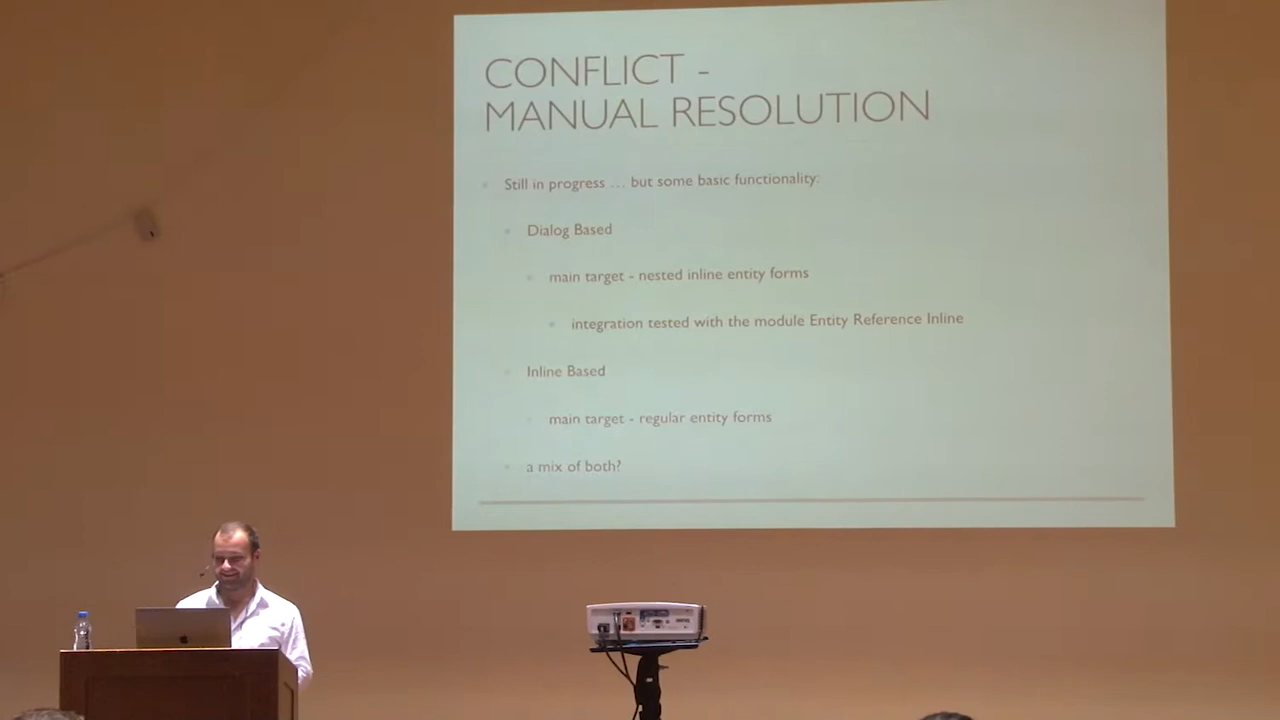 CONFLICT -
MANUAL RESOLUTION
Still in progress ... but some basic functionality:
Dialog Based
main target - nested inline entity forms
integration tested with the module Entity Reference Inline
Inline Based
main target - regular entity forms
a mix of both?